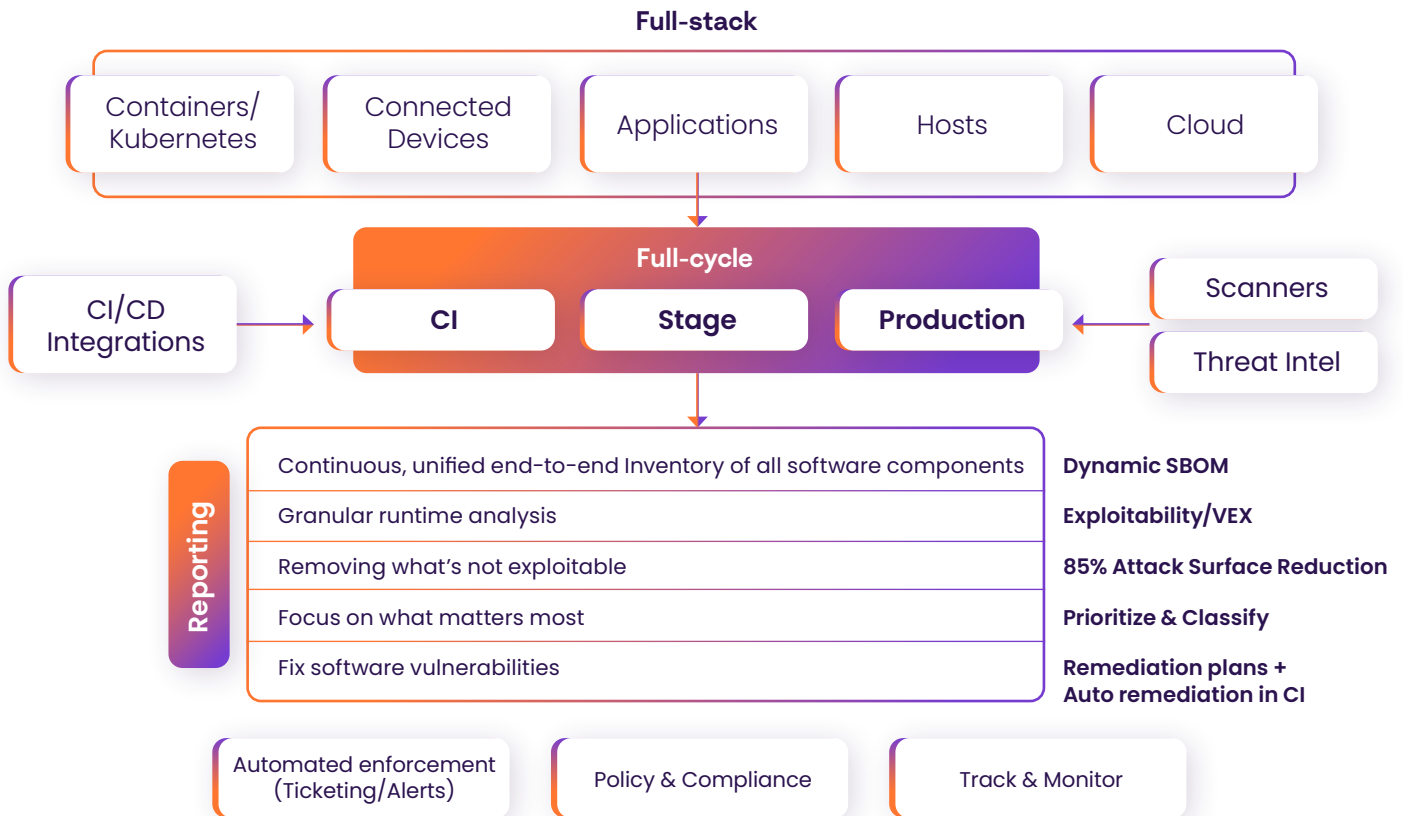 Full-stack
Containers/
Kubernetes
Connected
Devices
Applications
Hosts
Cloud
Full-cycle
CI/CD
Integrations
CI
Stage
Production
Scanners
Threat Intel
Reporting
Continuous, unified end-to-end Inventory of all software components
Dynamic SBOM
Granular runtime analysis
Exploitability/VEX
Removing what's not exploitable
85% Attack Surface Reduction
Focus on what matters most
Prioritize & Classify
Fix software vulnerabilities
Remediation plans +
Auto remediation in CI
Automated enforcement
(Ticketing/Alerts)
Policy & Compliance
Track & Monitor